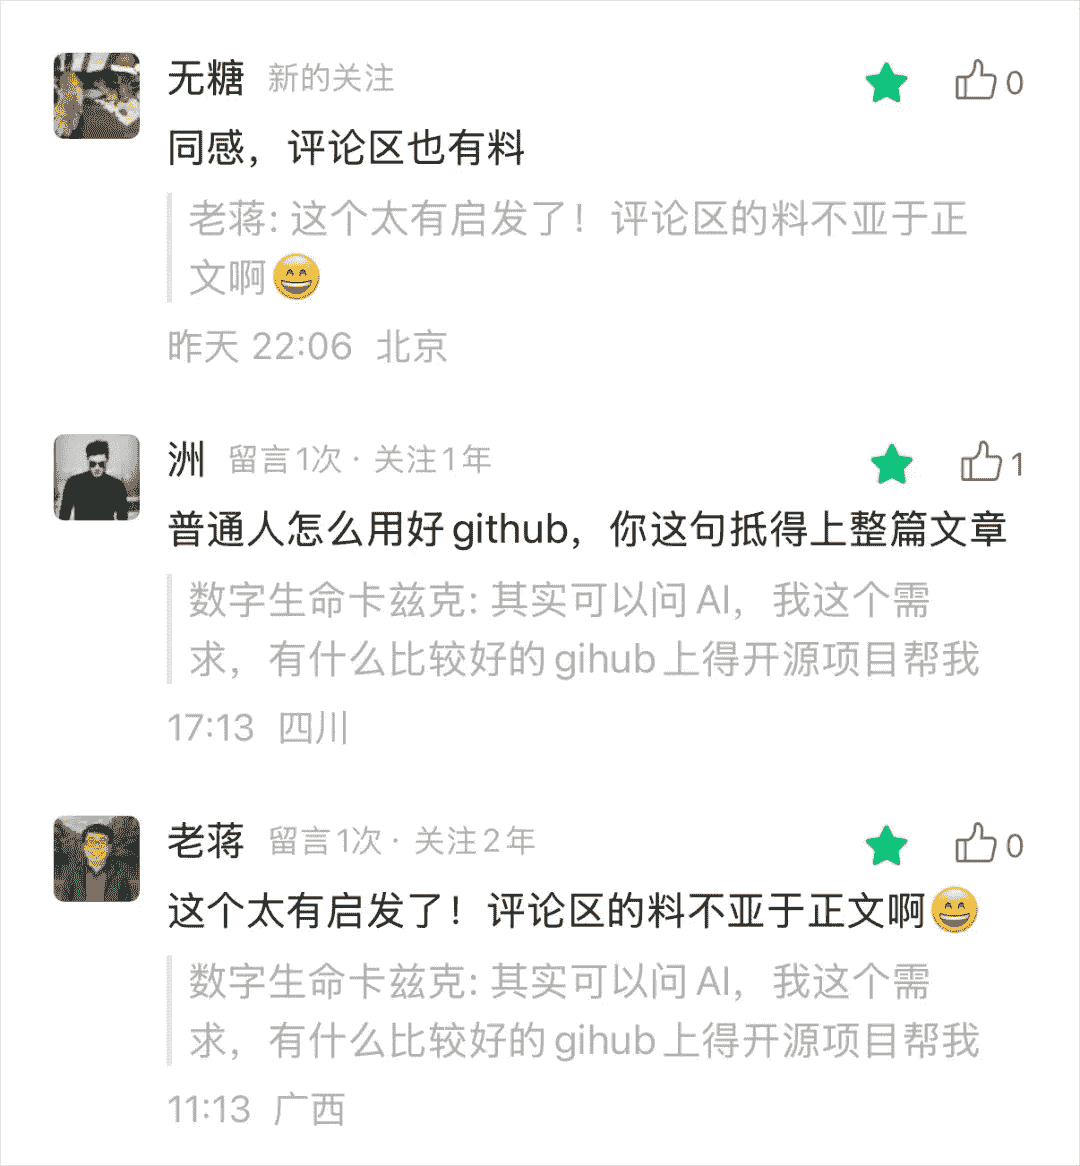 无糖 新的关注 0
同感，评论区也有料
老蒋: 这个太有启发了！评论区的料不亚于正
文啊😄
昨天 22:06 北京
洲 留言1次 · 关注1年 1
普通人怎么用好github，你这句抵得上整篇文章
数字生命卡兹克: 其实可以问AI，我这个需
求，有什么比较好的gihub上得开源项目帮我
17:13 四川
老蒋 留言1次 · 关注2年 0
这个太有启发了！评论区的料不亚于正文啊😄
数字生命卡兹克: 其实可以问AI，我这个需
求，有什么比较好的gihub上得开源项目帮我
11:13 广西